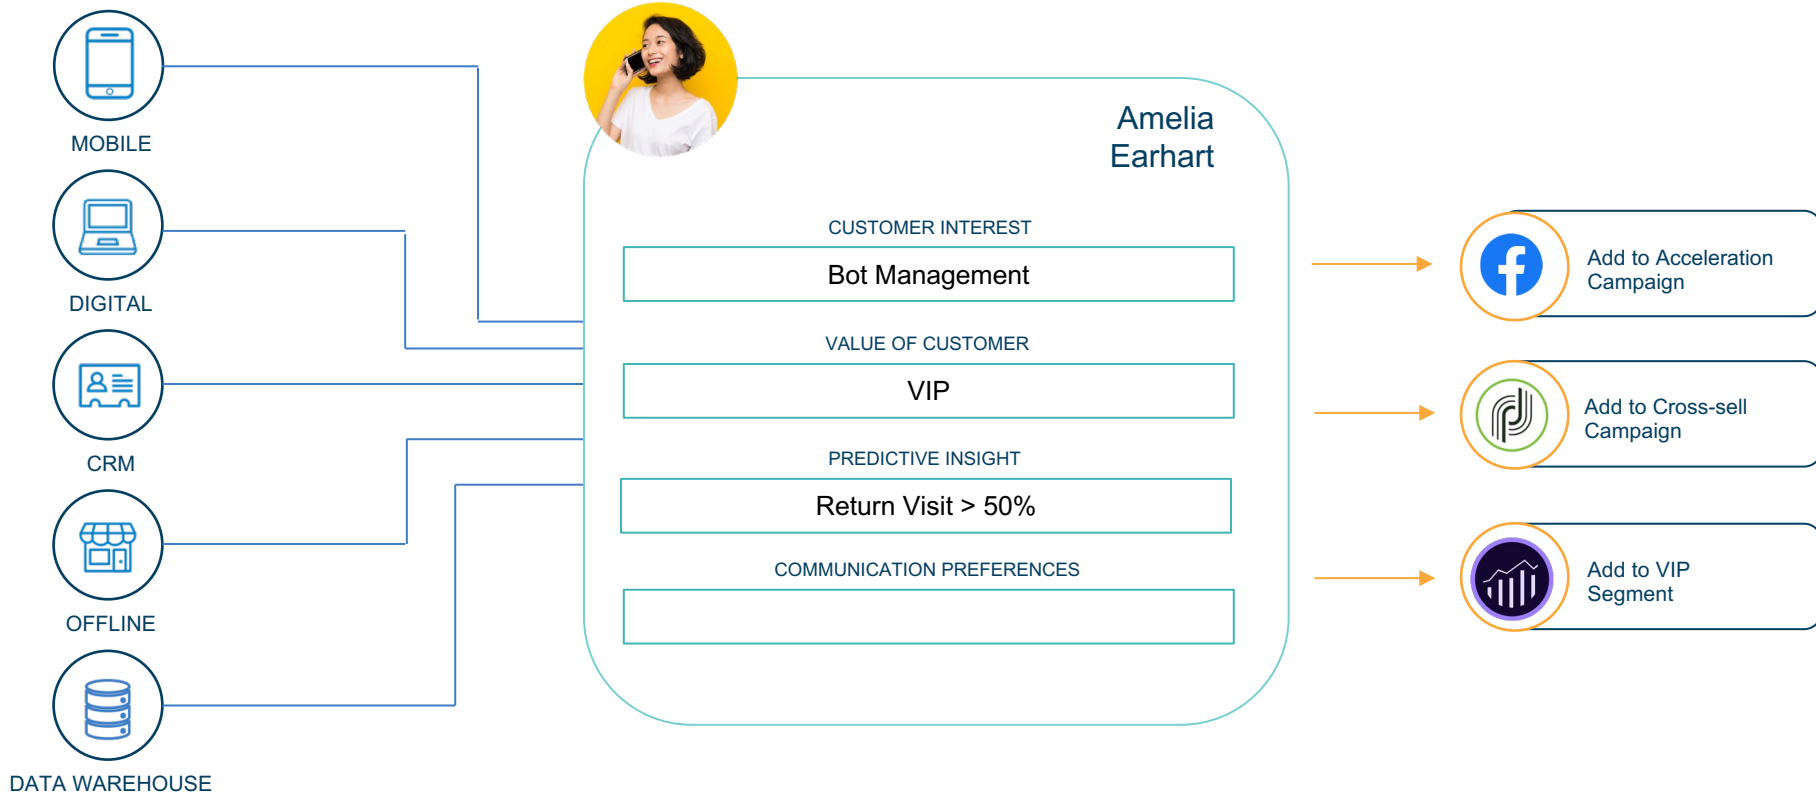 MOBILE
DIGITAL
CRM
OFFLINE
DATA WAREHOUSE
Amelia
Earhart
CUSTOMER INTEREST
Bot Management
VALUE OF CUSTOMER
VIP
PREDICTIVE INSIGHT
Return Visit > 50%
COMMUNICATION PREFERENCES
Add to Acceleration
Campaign
Add to Cross-sell
Campaign
Add to VIP
Segment